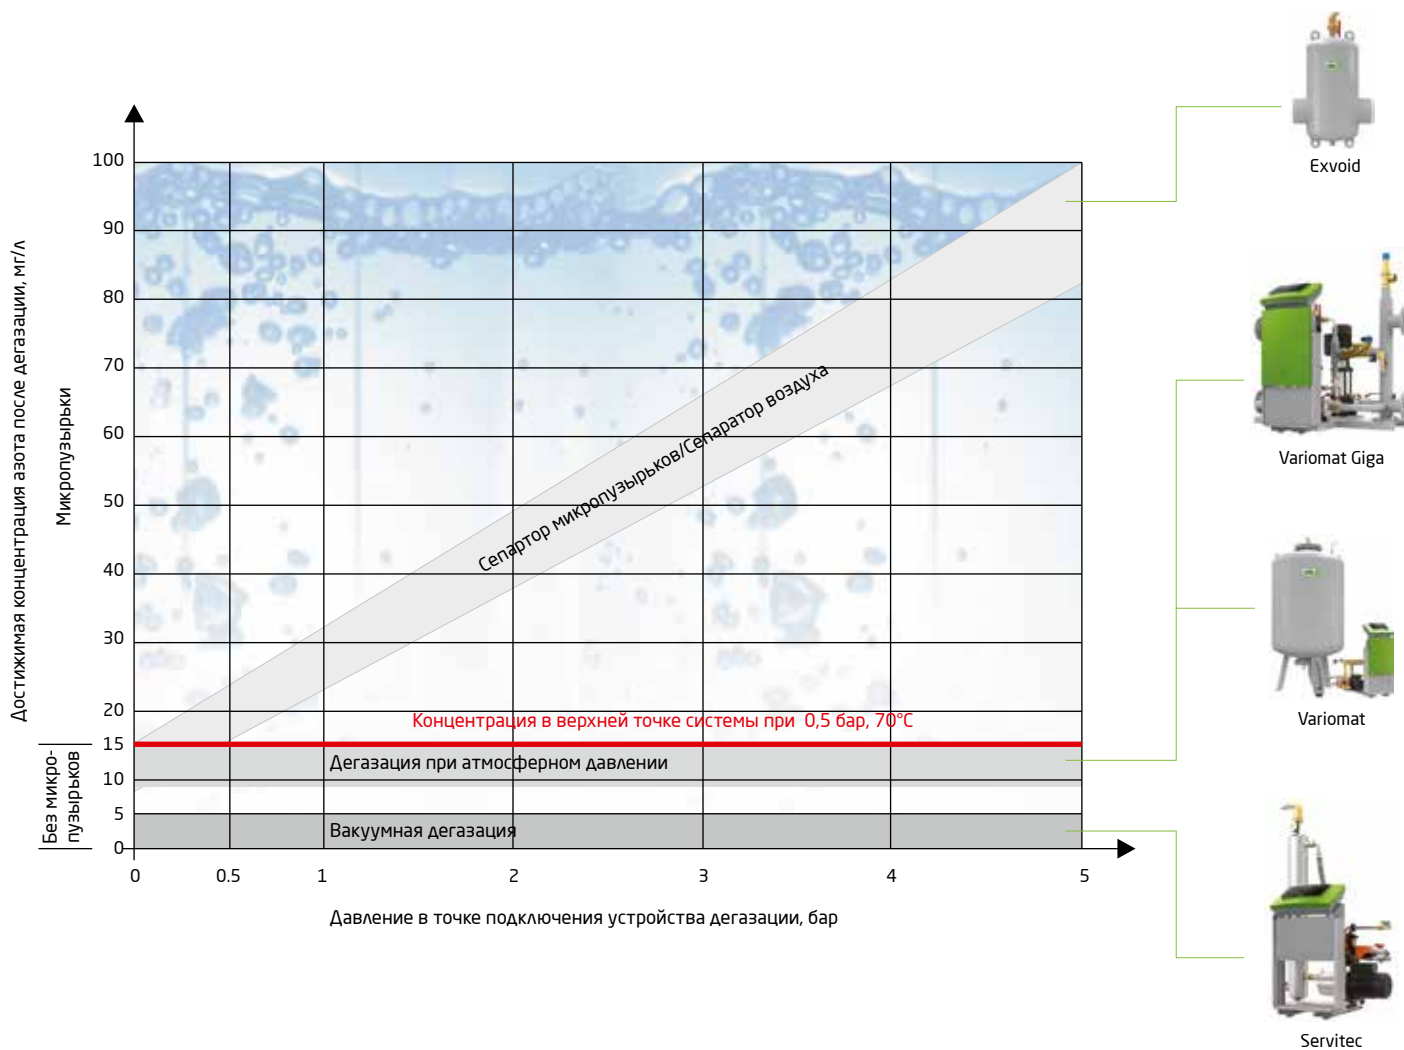 Exvoid
Variomat Giga
Variomat
Servitec
Достижимая концентрация азота после дегазации, мг/л
Микропузырьки
Без микро-
пузырьков
100
90
80
70
60
50
40
30
20
15
10
5
0
Сепартор микропузырьков/Сепаратор воздуха
Концентрация в верхней точке системы при 0,5 бар, 70°C
Дегазация при атмосферном давлении
Вакуумная дегазация
0 0.5 1 2 3 4 5
Давление в точке подключения устройства дегазации, бар